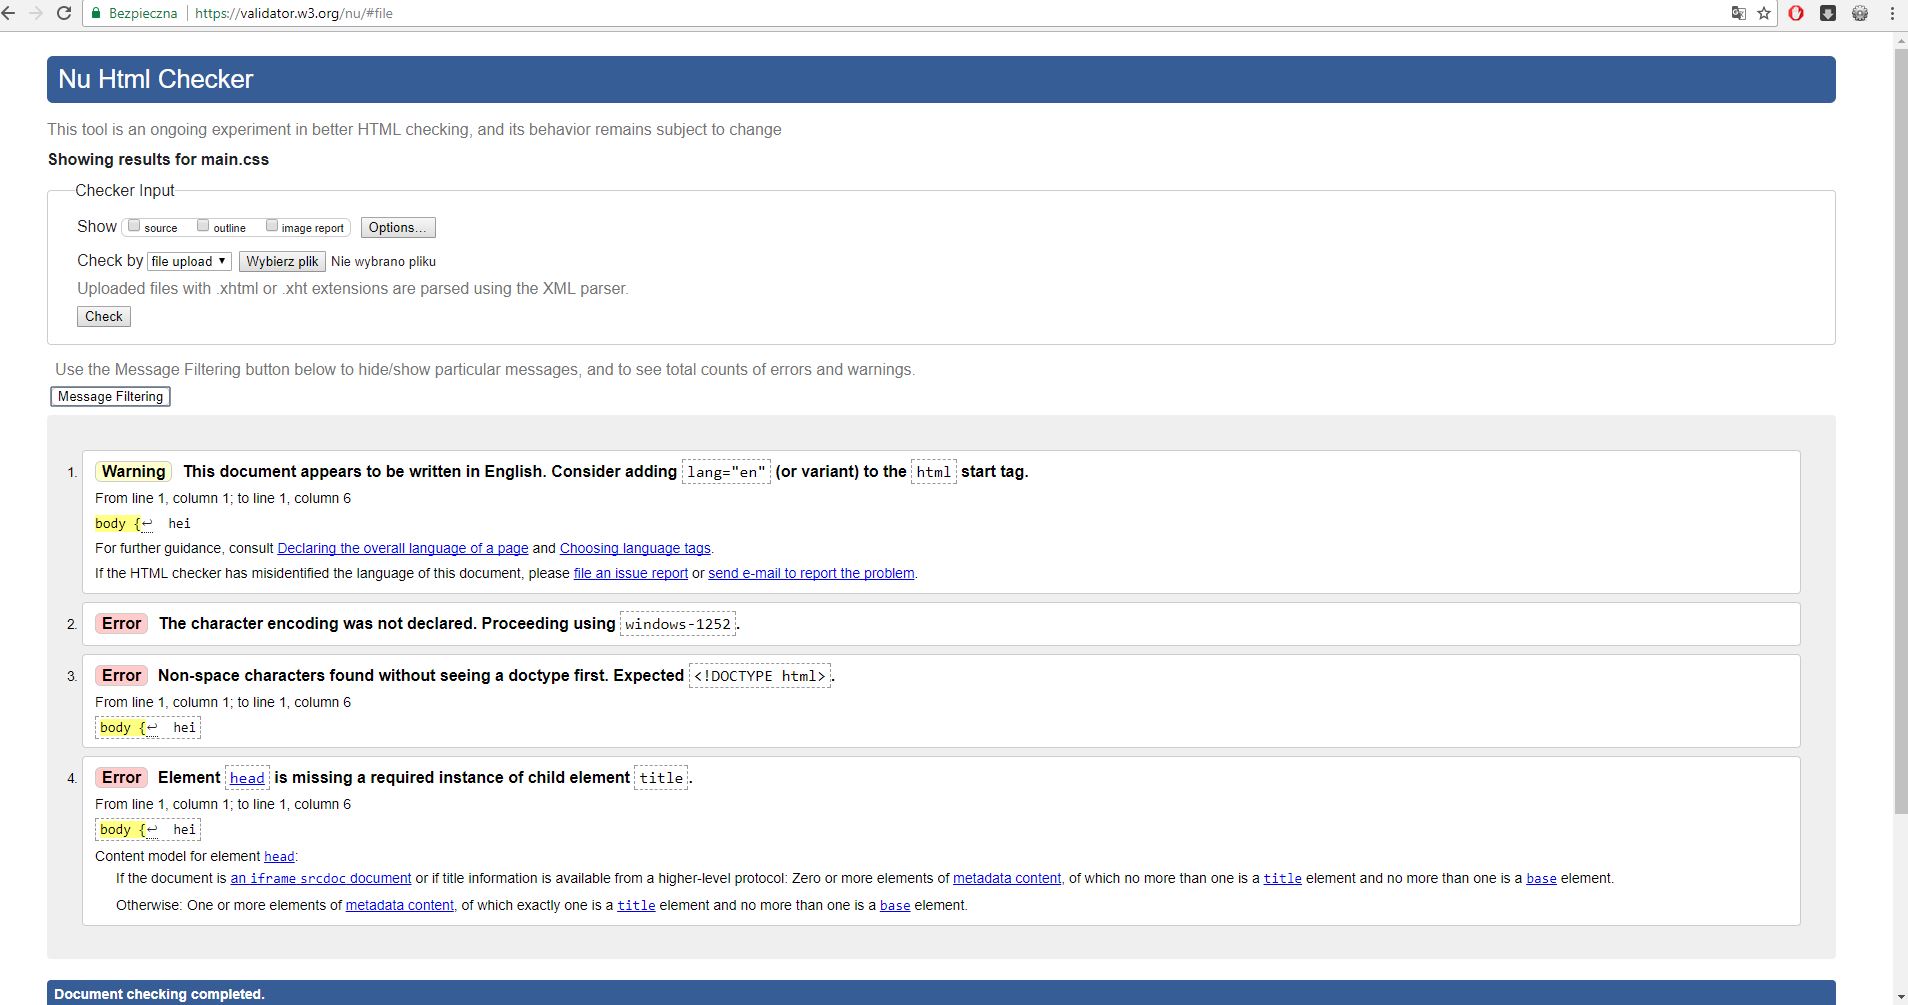 Bezpieczna https://validator.w3.org/nu/#file
Nu Html Checker
This tool is an ongoing experiment in better HTML checking, and its behavior remains subject to change
Showing results for main.css
Checker Input
Show source outline image report Options...
Check by file upload ▼ Wybierz plik Nie wybrano pliku
Uploaded files with .xhtml or .xht extensions are parsed using the XML parser.
Check
Use the Message Filtering button below to hide/show particular messages, and to see total counts of errors and warnings.
Message Filtering
1. Warning This document appears to be written in English. Consider adding lang="en" (or variant) to the html start tag.
From line 1, column 1; to line 1, column 6
body {↩ hei
For further guidance, consult Declaring the overall language of a page and Choosing language tags.
If the HTML checker has misidentified the language of this document, please file an issue report or send e-mail to report the problem.
2. Error The character encoding was not declared. Proceeding using windows-1252.
3. Error Non-space characters found without seeing a doctype first. Expected <!DOCTYPE html>.
From line 1, column 1; to line 1, column 6
body {↩ hei
4. Error Element head is missing a required instance of child element title.
From line 1, column 1; to line 1, column 6
body {↩ hei
Content model for element head:
If the document is an iframe srcdoc document or if title information is available from a higher-level protocol: Zero or more elements of metadata content, of which no more than one is a title element and no more than one is a base element.
Otherwise: One or more elements of metadata content, of which exactly one is a title element and no more than one is a base element.
Document checking completed.